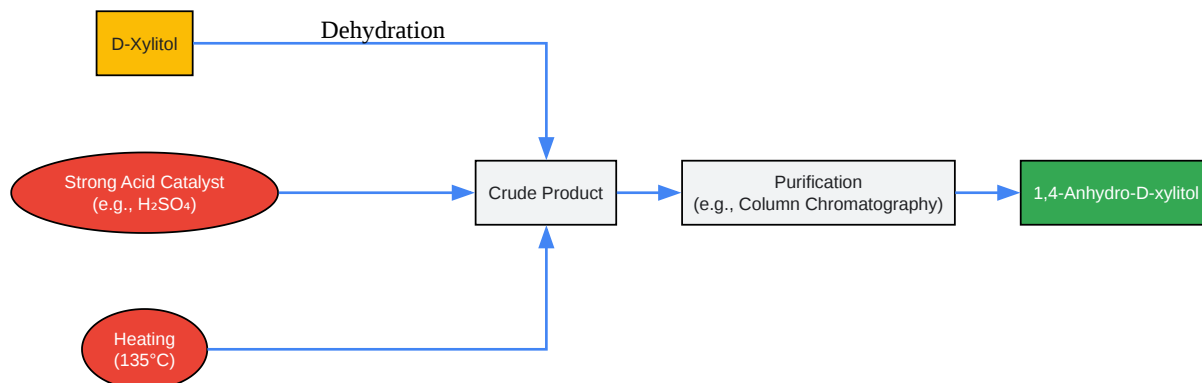 D-Xylitol
Dehydration
Strong Acid Catalyst
(e.g., H₂SO₄)
Crude Product
Purification
(e.g., Column Chromatography)
1,4-Anhydro-D-xylitol
Heating
(135°C)